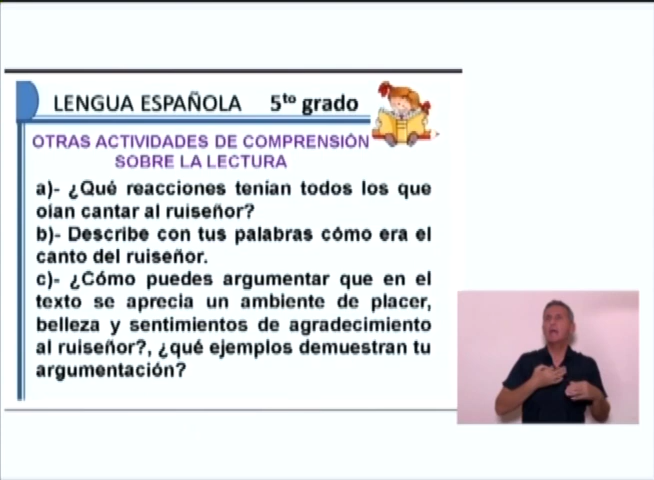 LENGUA ESPAÑOLA 5to grado
OTRAS ACTIVIDADES DE COMPRENSIÓN
SOBRE LA LECTURA
a)- ¿Qué reacciones tenían todos los que
oían cantar al ruiseñor?
b)- Describe con tus palabras cómo era el
canto del ruiseñor.
c)- ¿Cómo puedes argumentar que en el
texto se aprecia un ambiente de placer,
belleza y sentimientos de agradecimiento
al ruiseñor?, ¿qué ejemplos demuestran tu
argumentación?